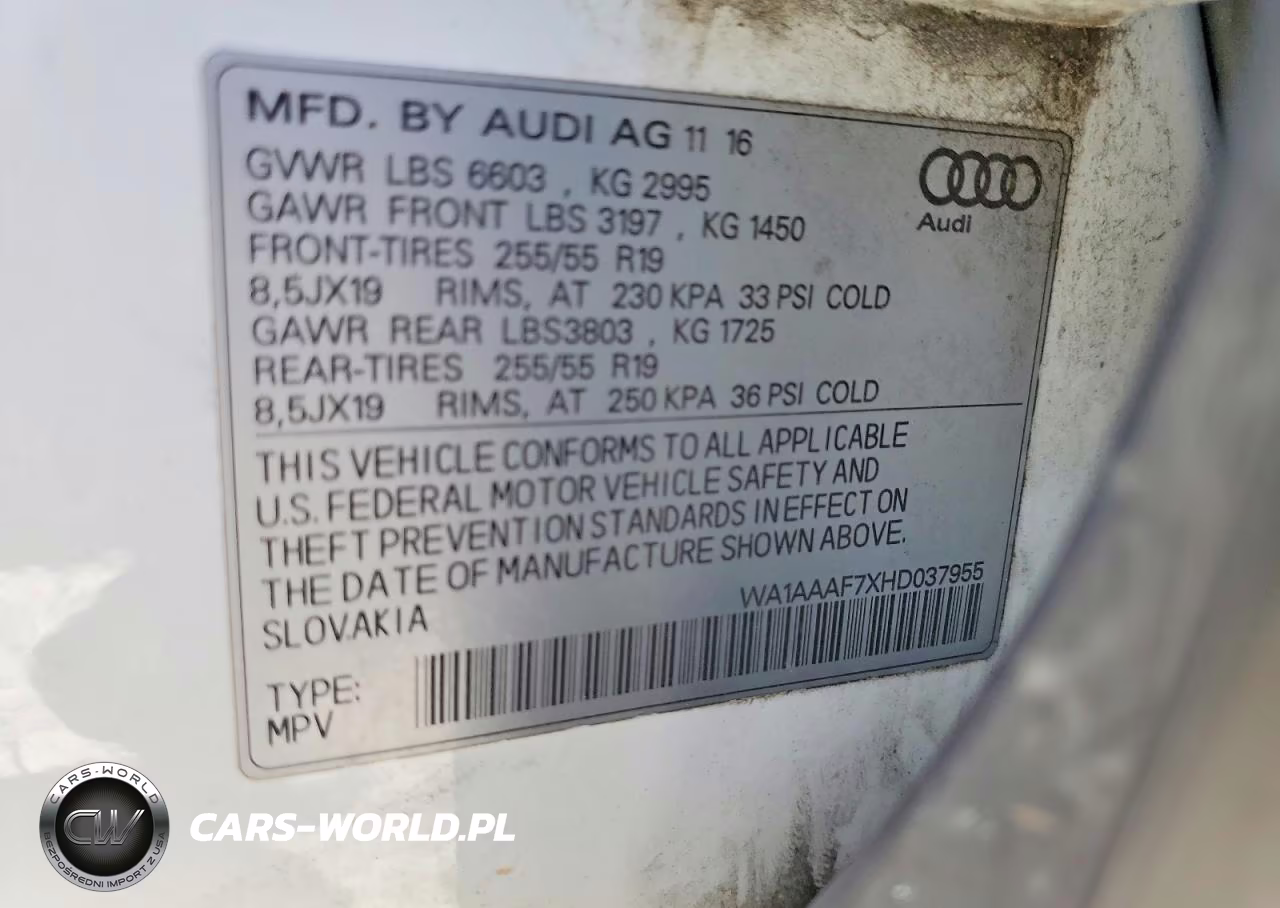 MFD. BY AUDI AG 11 16
GVWR LBS 6603 , KG 2995
GAWR FRONT LBS 3197 , KG 1450
FRONT-TIRES 255/55 R19
8,5JX19 RIMS, AT 230 KPA 33 PSI COLD
GAWR REAR LBS3803 , KG 1725
REAR-TIRES 255/55 R19
8,5JX19 RIMS, AT 250 KPA 36 PSI COLD
Audi
THIS VEHICLE CONFORMS TO ALL APPLICABLE
U.S. FEDERAL MOTOR VEHICLE SAFETY AND
THEFT PREVENTION STANDARDS IN EFFECT ON
THE DATE OF MANUFACTURE SHOWN ABOVE.
WA1AAAF7XHD037955
SLOVAKIA
TYPE:
MPV
CARS-WORLD
CW
BEZPOŚREDNI IMPORT Z USA
CARS-WORLD.PL